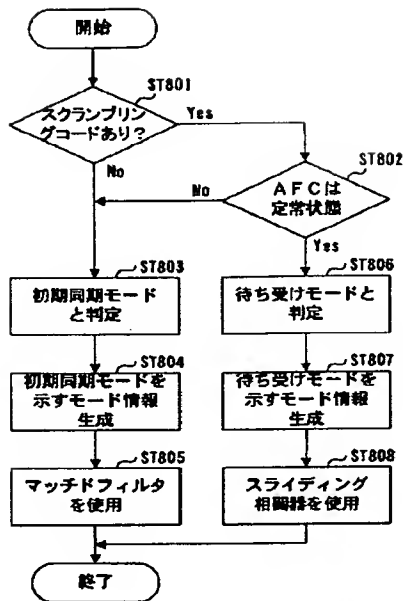 開始
ST801
スクランブリン
グコードあり?
Yes
No
ST802
AFCは
定常状態
No
Yes
ST803
初期同期モード
と判定
ST806
待ち受けモードと
判定
ST804
初期同期モードを
示すモード情報
生成
ST807
待ち受けモードを
示すモード情報
生成
ST805
マッチドフィルタ
を使用
ST808
スライディング
相関器を使用
終了